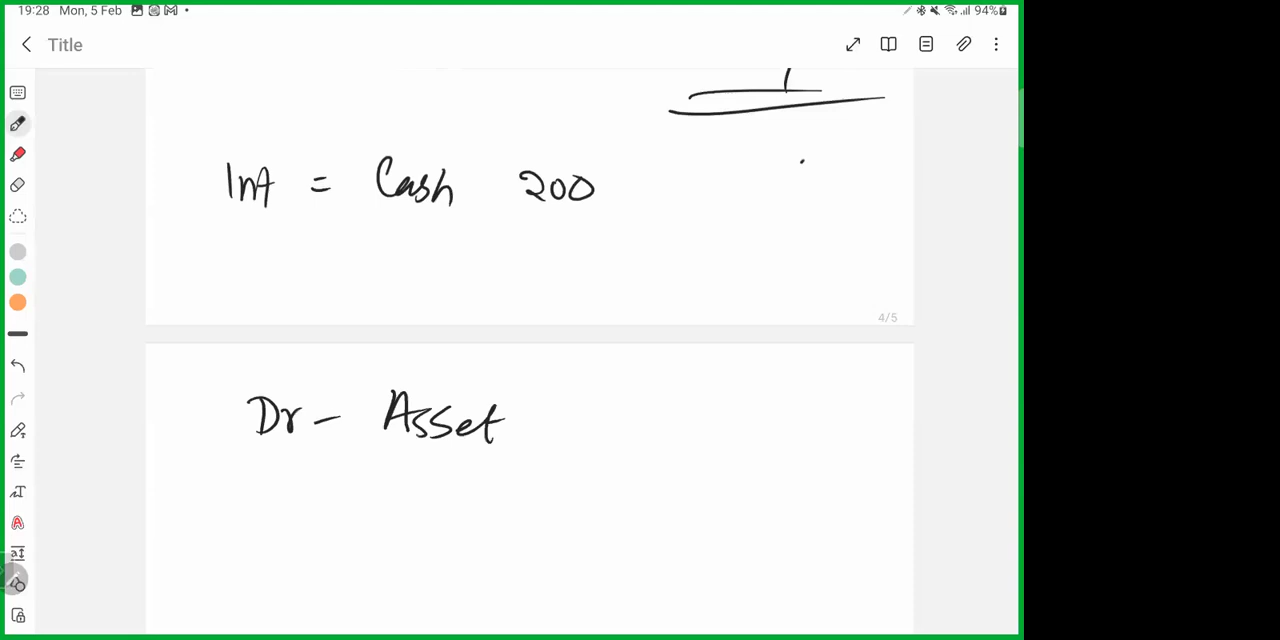 19:28 Mon, 5 Feb 94%
Title
Int = Cash 200
4/5
Dr - Asset